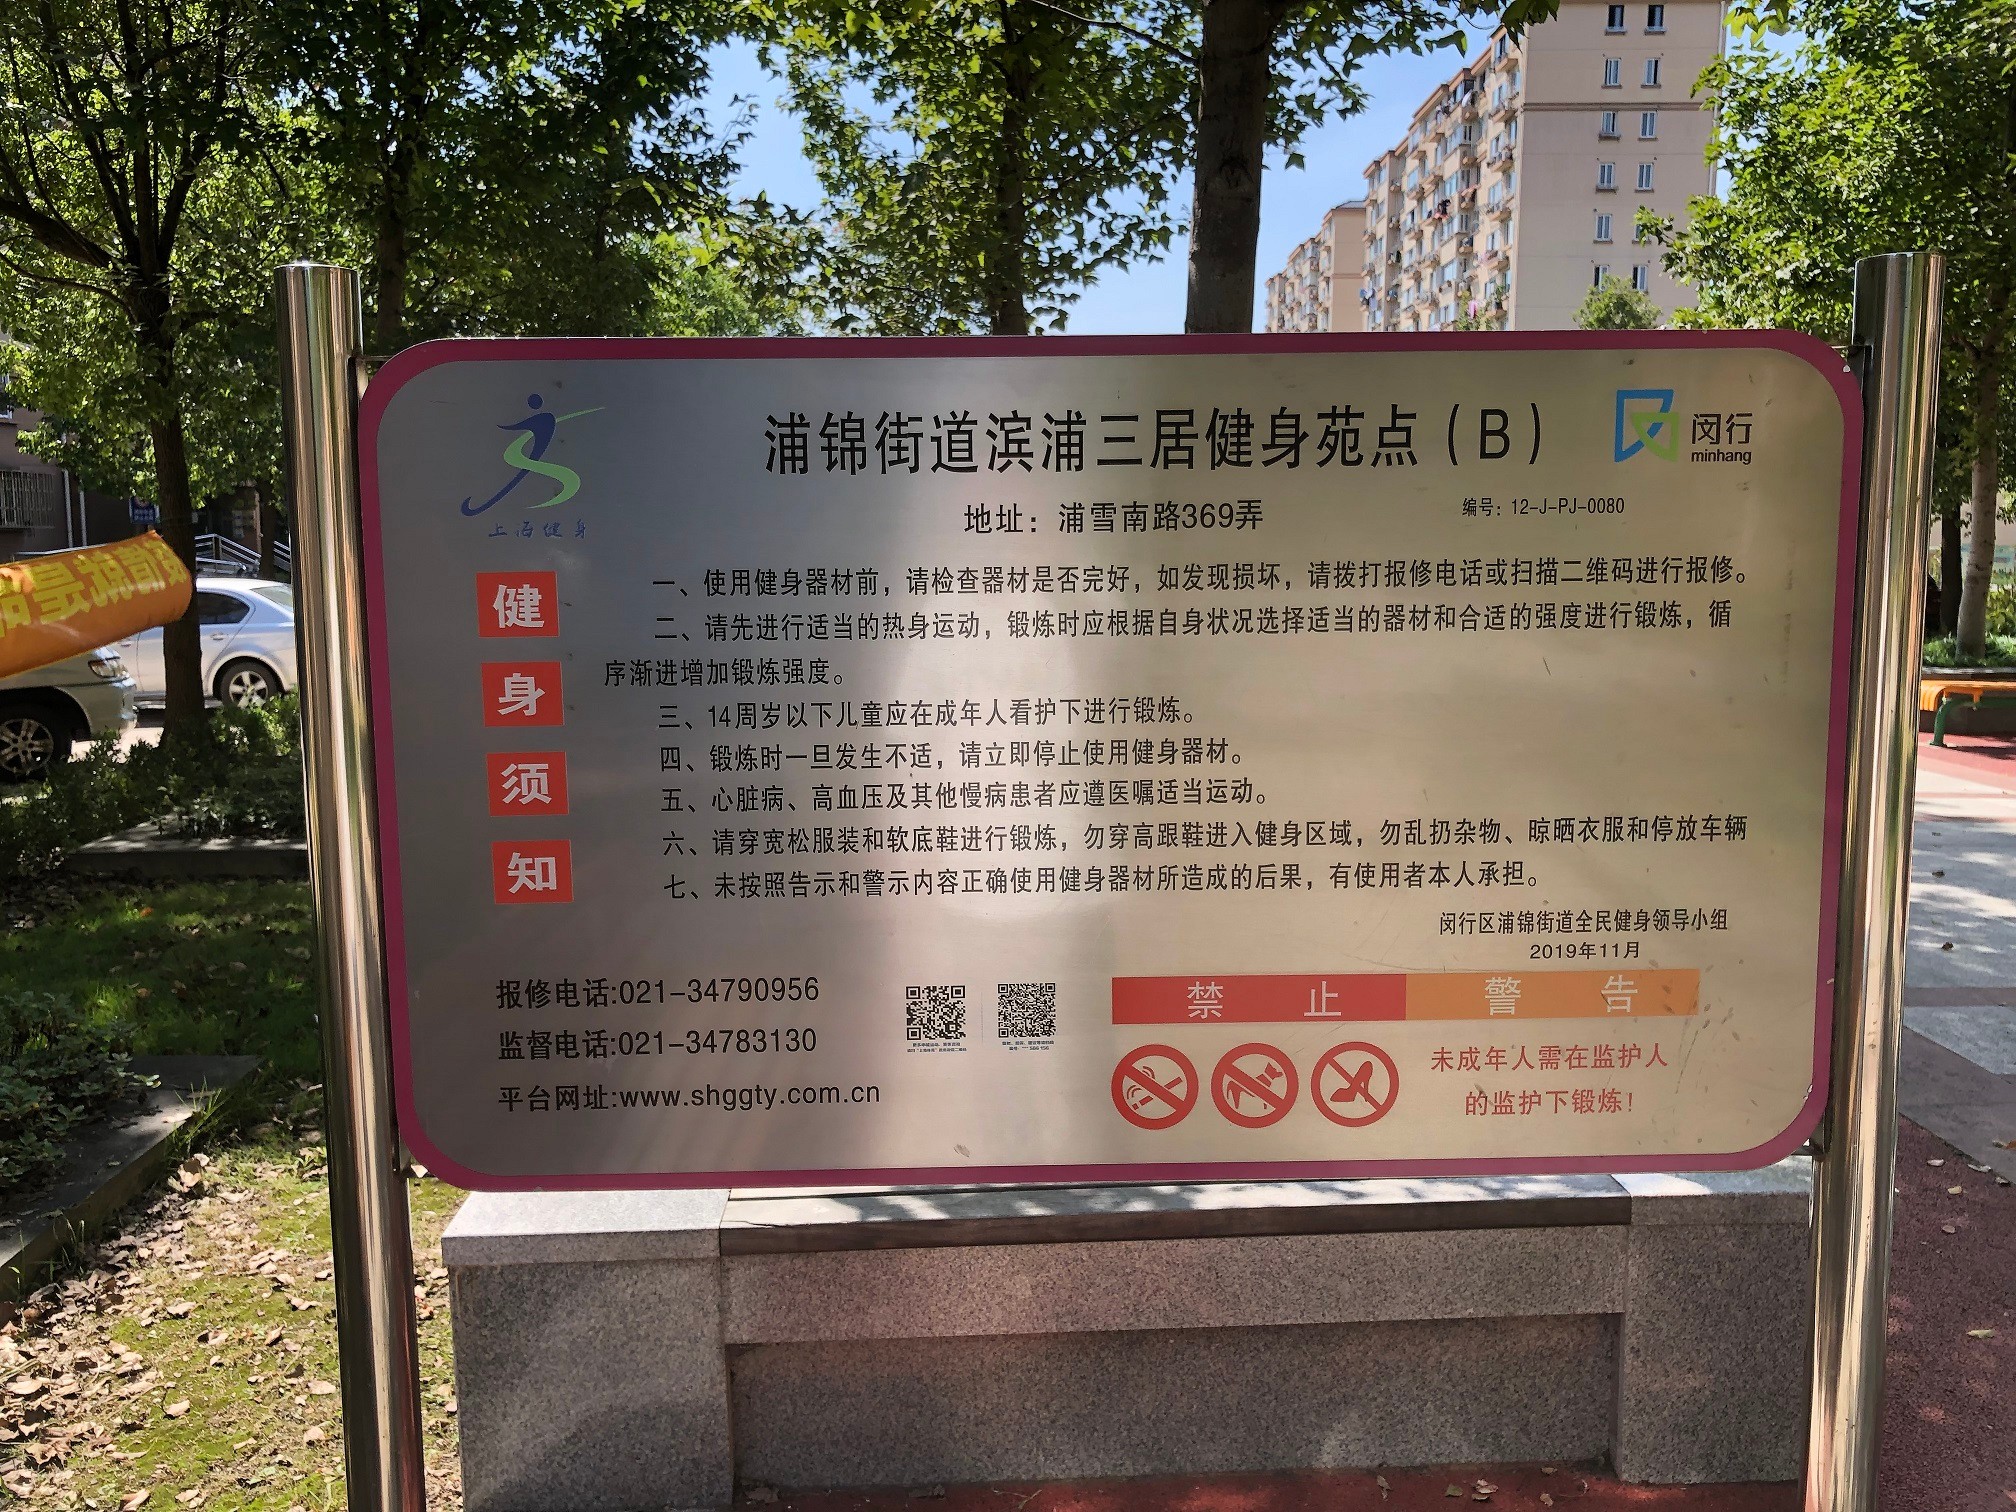 浦锦街道滨浦三居健身苑点（B）
闵行
minhang
上海健身
地址：浦雪南路369弄
编号：12-J-PJ-0080
健身须知
一、使用健身器材前，请检查器材是否完好，如发现损坏，请拨打报修电话或扫描二维码进行报修。
二、请先进行适当的热身运动，锻炼时应根据自身状况选择适当的器材和合适的强度进行锻炼，循
序渐进增加锻炼强度。
三、14周岁以下儿童应在成年人看护下进行锻炼。
四、锻炼时一旦发生不适，请立即停止使用健身器材。
五、心脏病、高血压及其他慢病患者应遵医嘱适当运动。
六、请穿宽松服装和软底鞋进行锻炼，勿穿高跟鞋进入健身区域，勿乱扔杂物、晾晒衣服和停放车辆
七、未按照告示和警示内容正确使用健身器材所造成的后果，有使用者本人承担。
闵行区浦锦街道全民健身领导小组
2019年11月
报修电话:021-34790956
监督电话:021-34783130
平台网址:www.shggty.com.cn
禁 止
警 告
未成年人需在监护人
的监护下锻炼！